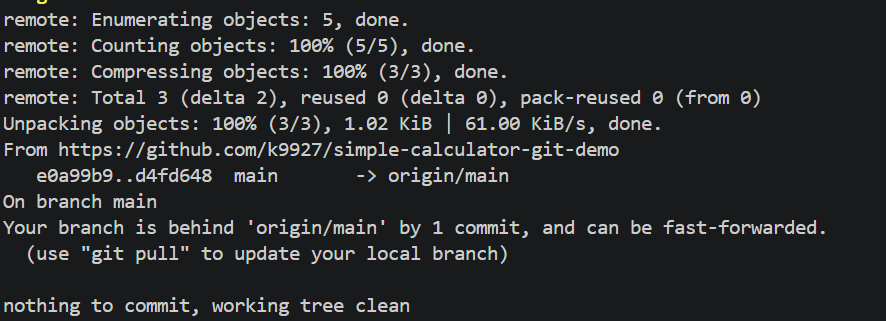 remote: Enumerating objects: 5, done.
remote: Counting objects: 100% (5/5), done.
remote: Compressing objects: 100% (3/3), done.
remote: Total 3 (delta 2), reused 0 (delta 0), pack-reused 0 (from 0)
Unpacking objects: 100% (3/3), 1.02 KiB | 61.00 KiB/s, done.
From https://github.com/k9927/simple-calculator-git-demo
   e0a99b9..d4fd648  main       -> origin/main
On branch main
Your branch is behind 'origin/main' by 1 commit, and can be fast-forwarded.
  (use "git pull" to update your local branch)

nothing to commit, working tree clean